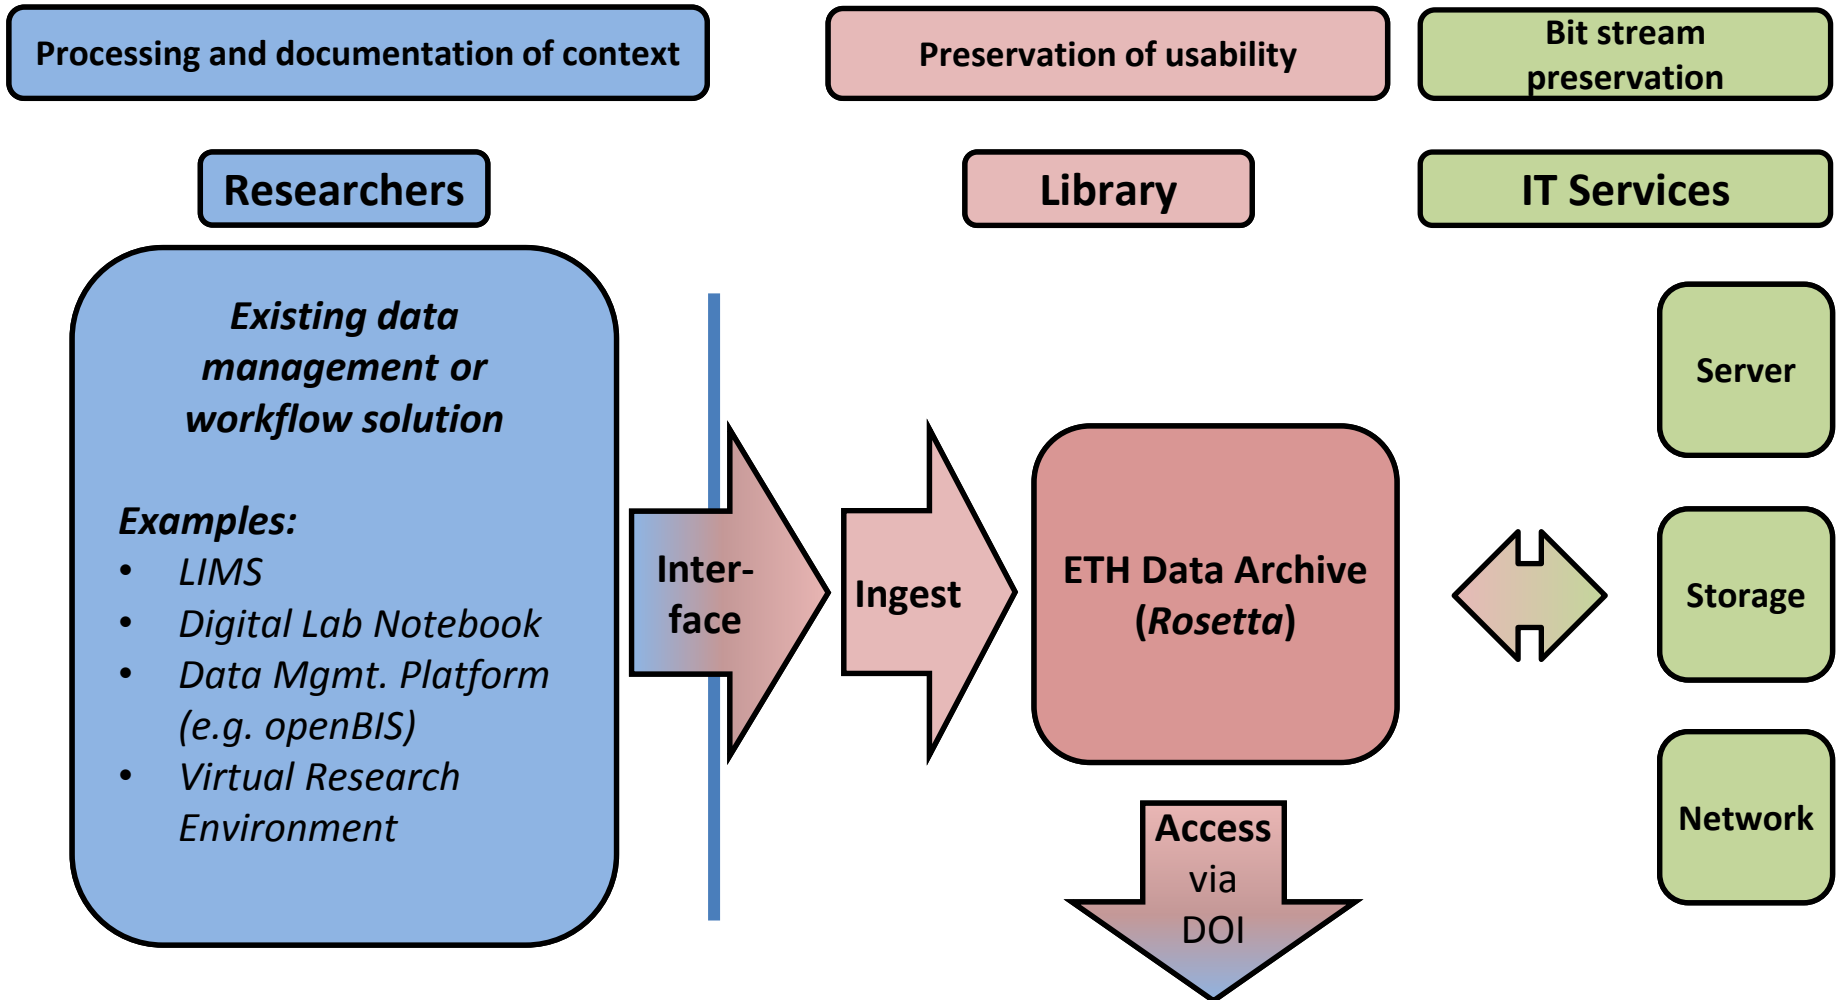 Processing and documentation of context
Preservation of usability
Bit stream
preservation
Researchers
Library
IT Services
Existing data
management or
workflow solution
Examples:
• LIMS
• Digital Lab Notebook
• Data Mgmt. Platform
(e.g. openBIS)
• Virtual Research
Environment
Inter-
face
Ingest
ETH Data Archive
(Rosetta)
Access
via
DOI
Server
Storage
Network